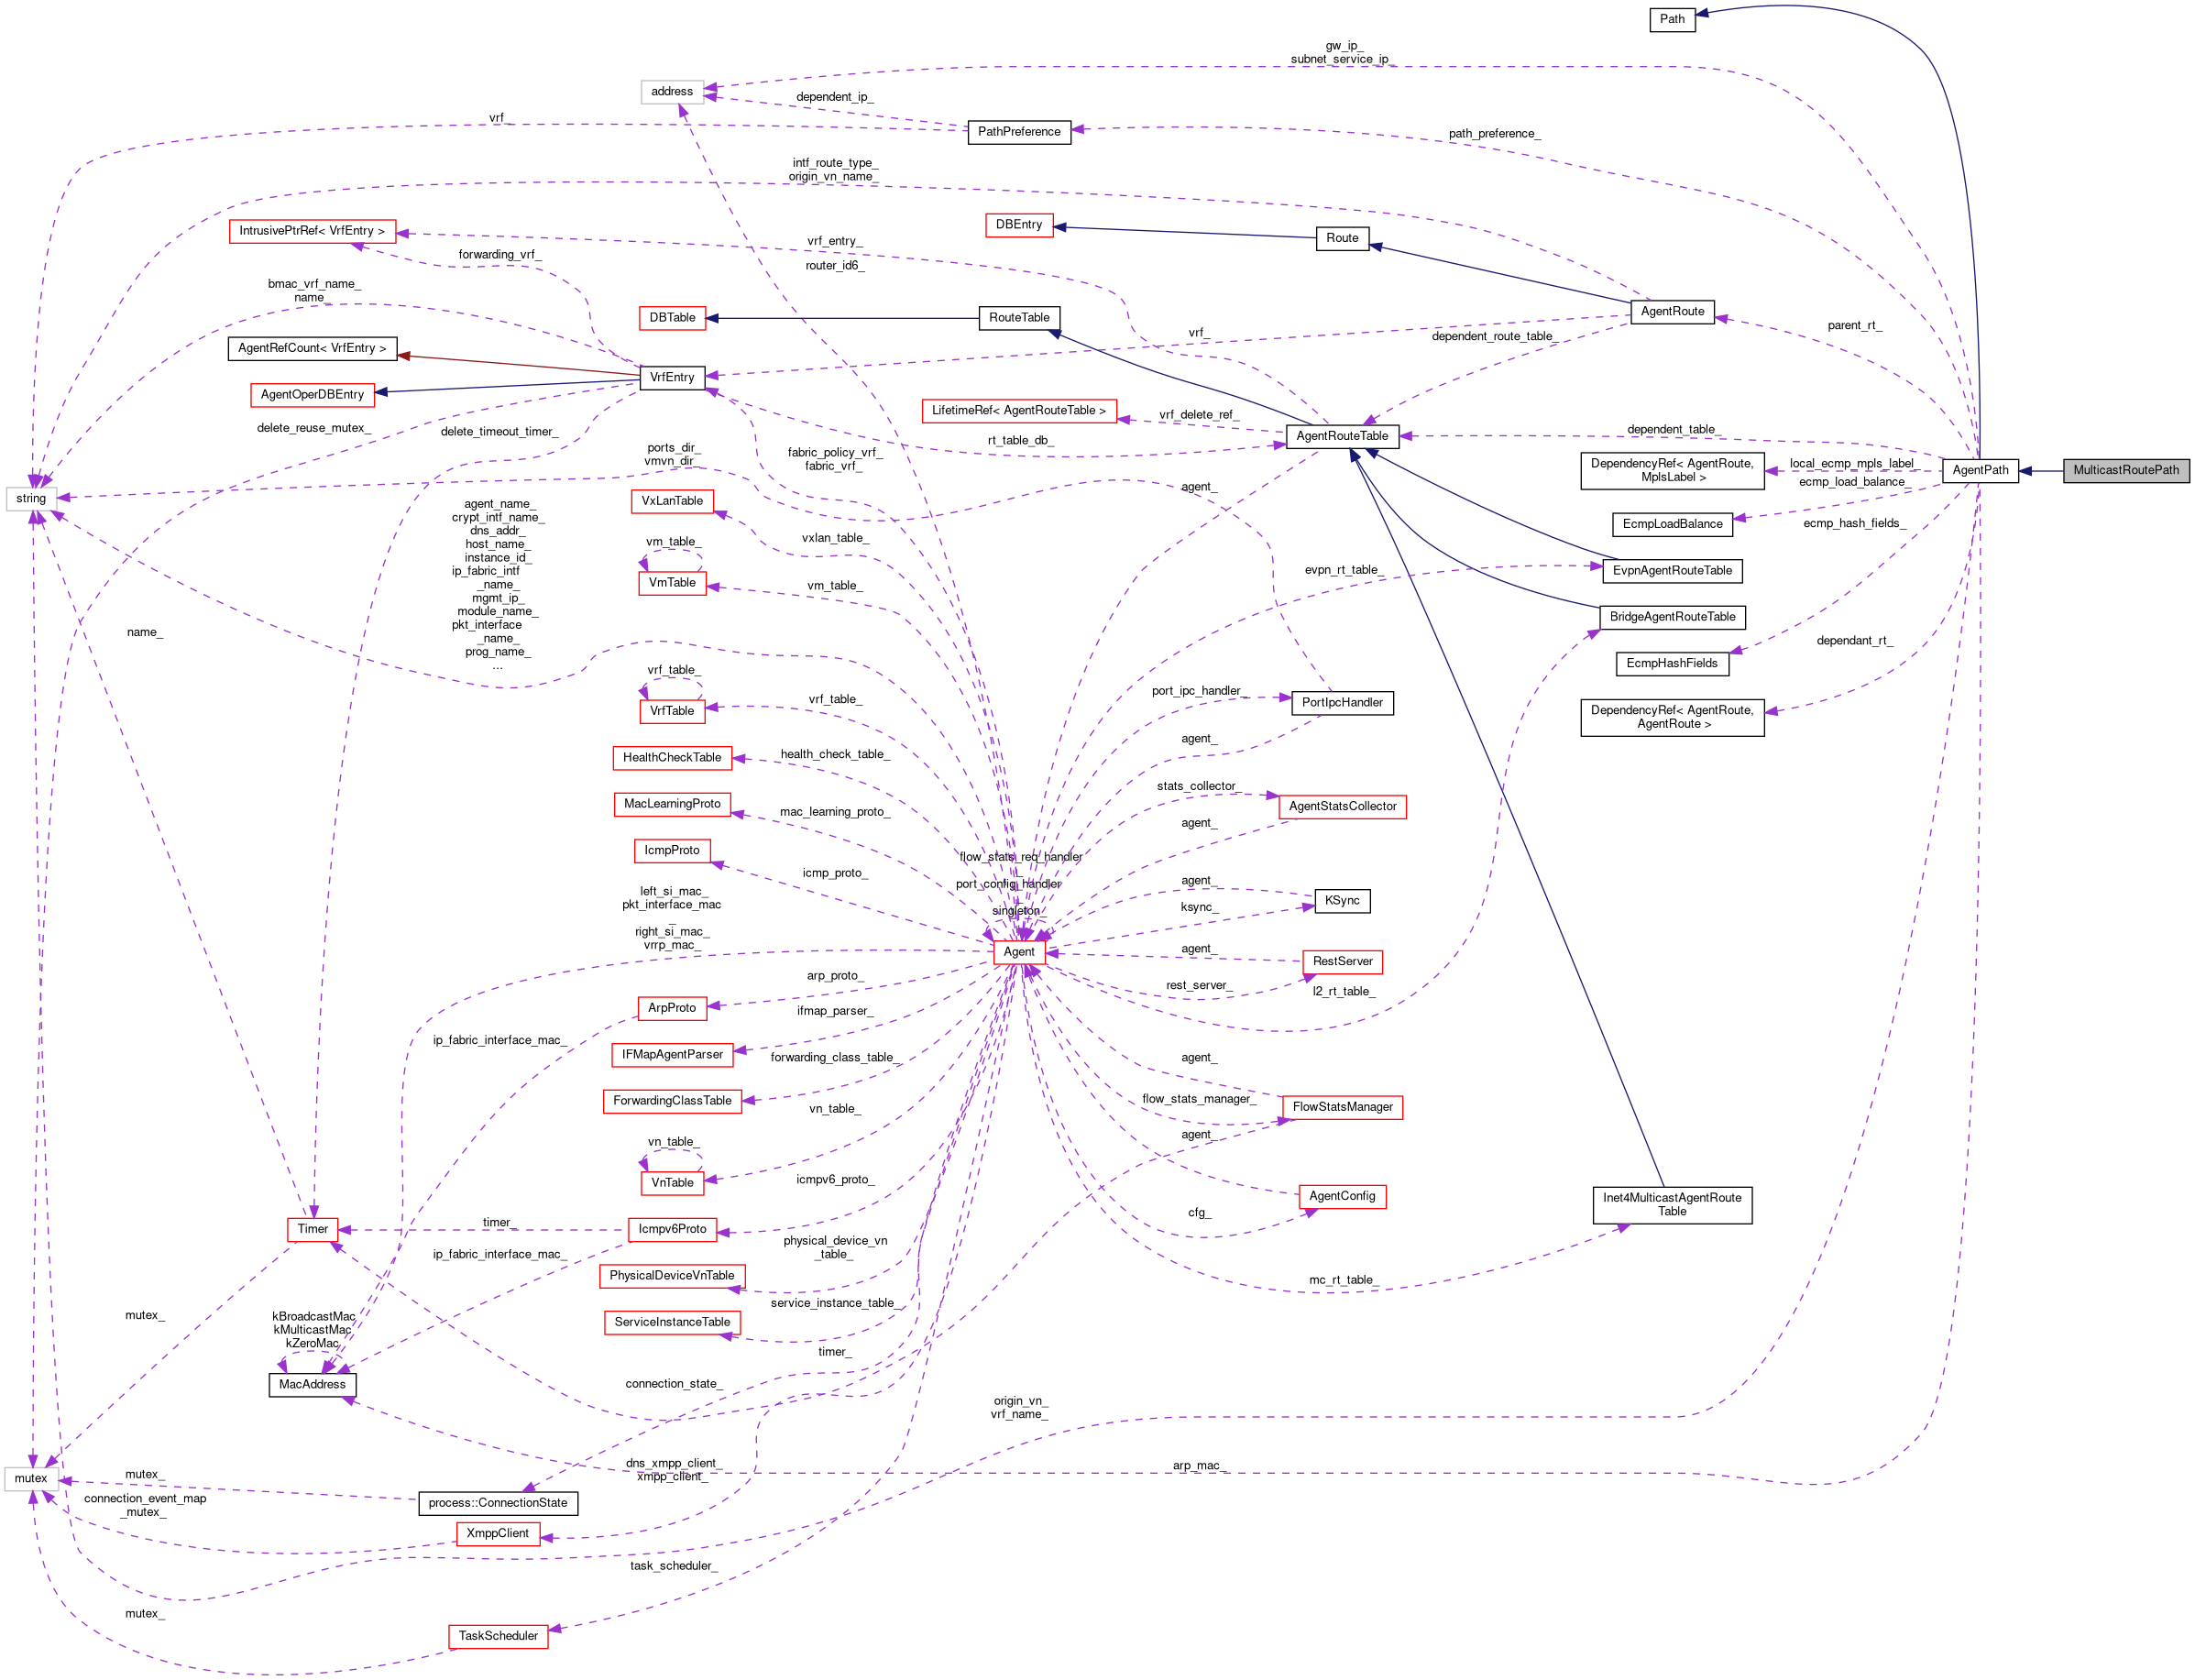 Path
gw_ip_
subnet_service_ip_
address
dependent_ip_
vrf_
PathPreference
path_preference_
intf_route_type_
origin_vn_name_
DBEntry
IntrusivePtrRef< VrfEntry >
Route
vrf_entry_
forwarding_vrf_
router_id6_
bmac_vrf_name_
name_
AgentRoute
DBTable
RouteTable
parent_rt_
vrf_
dependent_route_table_
AgentRefCount< VrfEntry >
VrfEntry
AgentOperDBEntry
LifetimeRef< AgentRouteTable >
vrf_delete_ref_
delete_reuse_mutex_
delete_timeout_timer_
rt_table_db_
AgentRouteTable
dependent_table_
ports_dir_
vmvn_dir_
fabric_policy_vrf_
fabric_vrf_
DependencyRef< AgentRoute,
MplsLabel >
local_ecmp_mpls_label_
AgentPath
MulticastRoutePath
ecmp_load_balance_
string
agent_
VxLanTable
agent_name_
crypt_intf_name_
dns_addr_
host_name_
instance_id_
ip_fabric_intf
_name_
mgmt_ip_
module_name_
pkt_interface
_name_
prog_name_
...
EcmpLoadBalance
ecmp_hash_fields_
vxlan_table_
vm_table_
VmTable
vm_table_
evpn_rt_table_
EvpnAgentRouteTable
BridgeAgentRouteTable
name_
dependant_rt_
EcmpHashFields
vrf_table_
VrfTable
vrf_table_
port_ipc_handler_
PortIpcHandler
DependencyRef< AgentRoute,
AgentRoute >
agent_
HealthCheckTable
health_check_table_
stats_collector_
MacLearningProto
mac_learning_proto_
AgentStatsCollector
agent_
IcmpProto
icmp_proto_
flow_stats_req_handler
_
port_config_handler
_
singleton_
agent_
KSync
ksync_
left_si_mac_
pkt_interface_mac
_
right_si_mac_
vrrp_mac_
Agent
agent_
RestServer
rest_server_
l2_rt_table_
arp_proto_
ArpProto
ifmap_parser_
ip_fabric_interface_mac_
IFMapAgentParser
forwarding_class_table_
agent_
ForwardingClassTable
vn_table_
flow_stats_manager_
FlowStatsManager
agent_
vn_table_
VnTable
icmpv6_proto_
AgentConfig
Inet4MulticastAgentRoute
Table
cfg_
Timer
timer_
Icmpv6Proto
ip_fabric_interface_mac_
physical_device_vn
_table_
PhysicalDeviceVnTable
mc_rt_table_
service_instance_table_
ServiceInstanceTable
mutex_
kBroadcastMac
kMulticastMac
kZeroMac
timer_
MacAddress
connection_state_
origin_vn_
vrf_name_
arp_mac_
mutex
mutex_
dns_xmpp_client_
xmpp_client_
connection_event_map
_mutex_
process::ConnectionState
XmppClient
task_scheduler_
mutex_
TaskScheduler